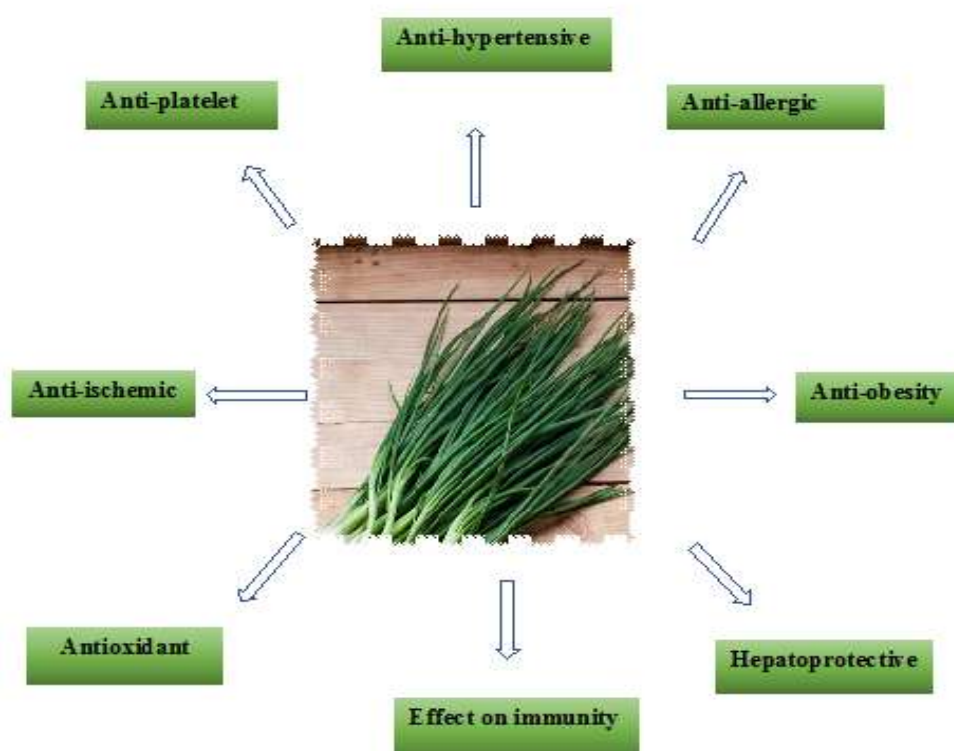 Anti-hypertensive
Anti-platelet
Anti-allergic
Anti-ischemic
Anti-obesity
Antioxidant
Hepatoprotective
Effect on immunity